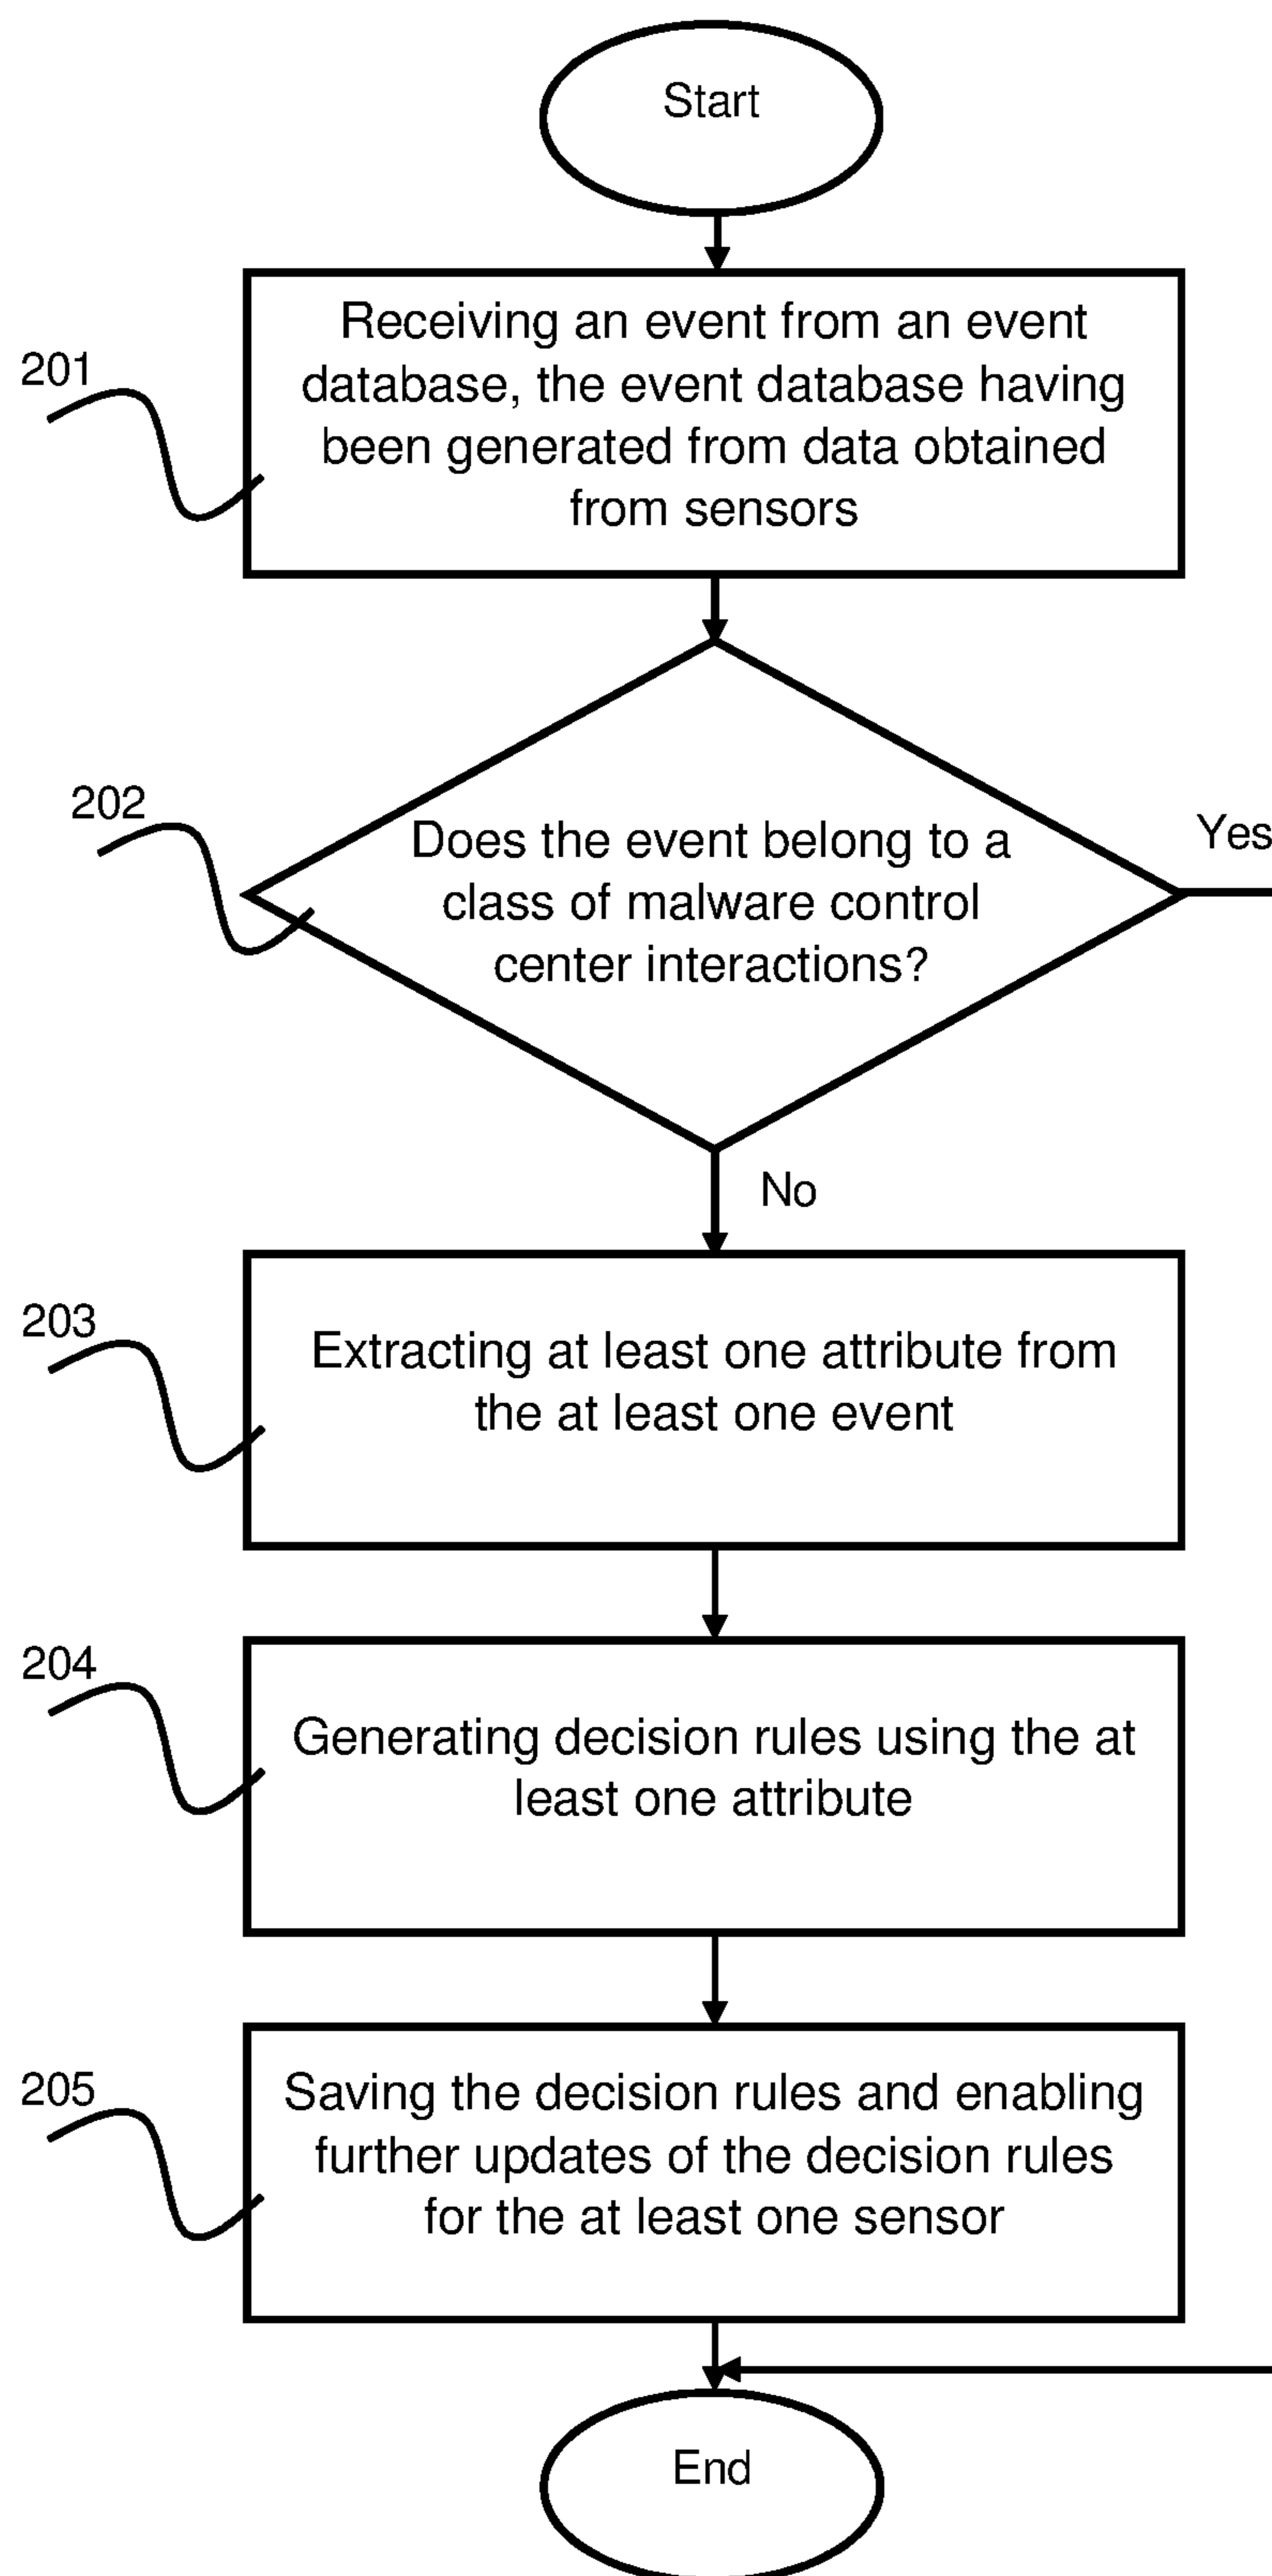 Start
201
Receiving an event from an event
database, the event database having
been generated from data obtained
from sensors
202
Does the event belong to a
class of malware control
center interactions?
Yes
No
203
Extracting at least one attribute from
the at least one event
204
Generating decision rules using the at
least one attribute
205
Saving the decision rules and enabling
further updates of the decision rules
for the at least one sensor
End